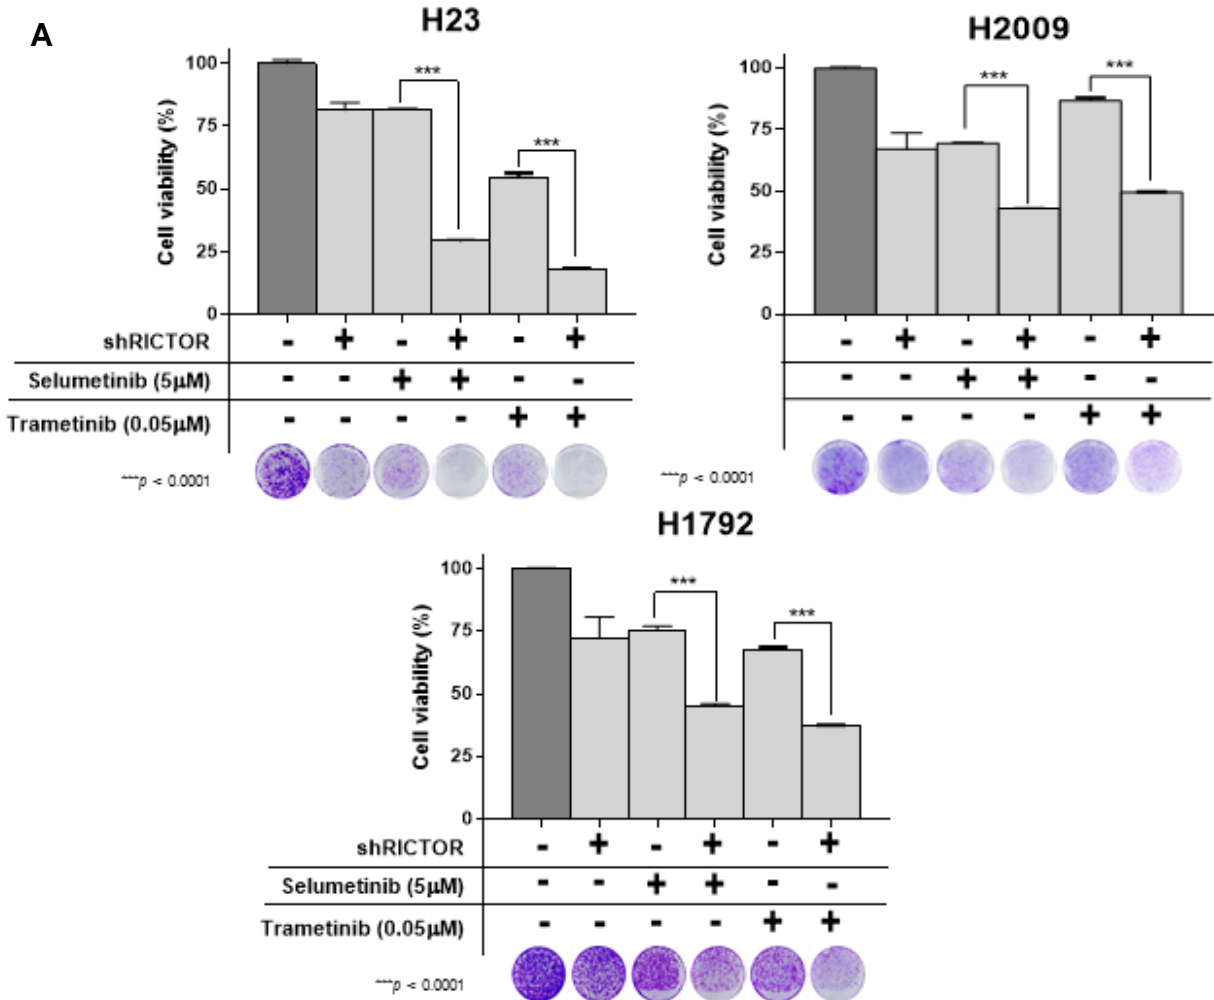 A
H23
Cell viability (%)
100
75
50
25
0
***
***
shRICTOR - + - + - +
Selumetinib (5µM) - - + + - -
Trametinib (0.05µM) - - - - + +
***p < 0.0001
H2009
Cell viability (%)
100
75
50
25
0
***
***
- + - + - +
- - + + - -
- - - - + +
***p < 0.0001
H1792
Cell viability (%)
100
75
50
25
0
***
***
shRICTOR - + - + - +
Selumetinib (5µM) - - + + - -
Trametinib (0.05µM) - - - - + +
***p < 0.0001